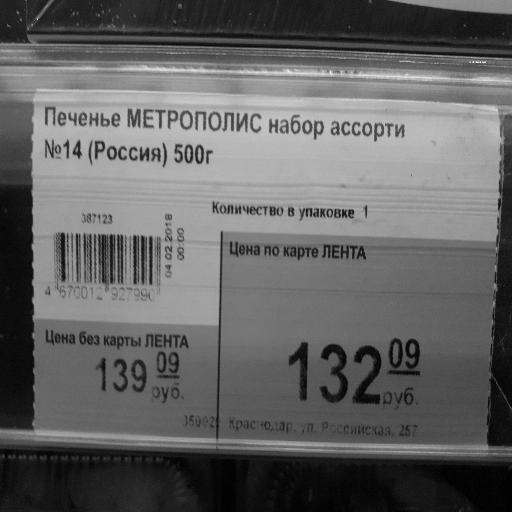 Печенье МЕТРОПОЛИС набор ассорти
№14 (Россия) 500г
Количество в упаковке 1
387123
04.02.2018
00:00
4 670012 927990
Цена по карте ЛЕНТА
132 09
руб.
Цена без карты ЛЕНТА
139 09
руб.
Краснодар, ул. Российская, 257